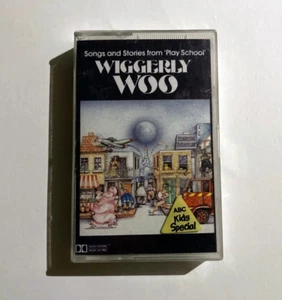 Songs and Stories from 'Play School'
WIGGERLY
WOO
ABC
Kids
Special